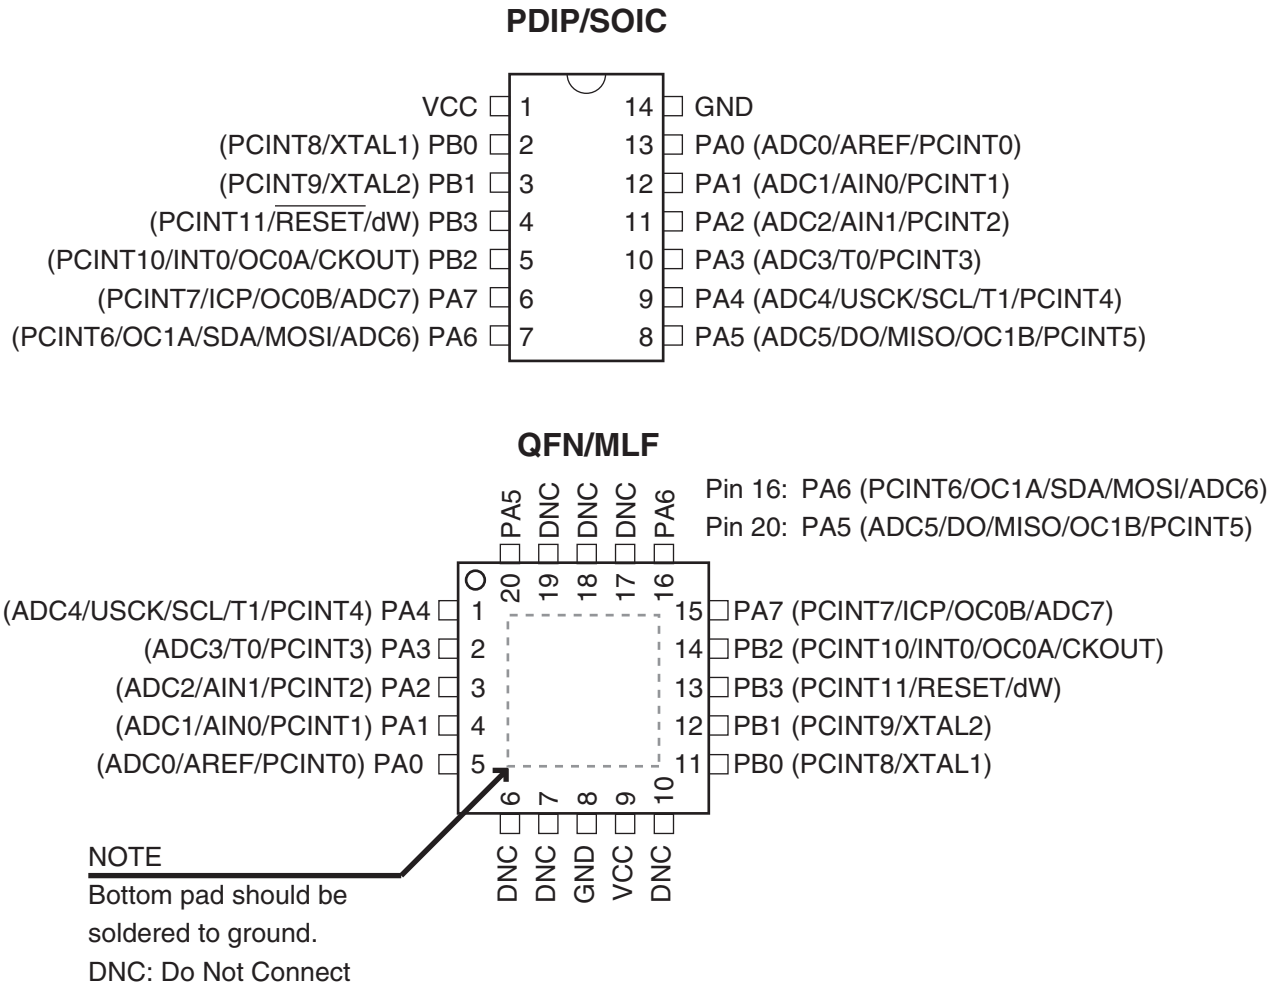 PDIP/SOIC
VCC 1 14 GND
(PCINT8/XTAL1) PB0 2 13 PA0 (ADC0/AREF/PCINT0)
(PCINT9/XTAL2) PB1 3 12 PA1 (ADC1/AIN0/PCINT1)
(PCINT11/RESET/dW) PB3 4 11 PA2 (ADC2/AIN1/PCINT2)
(PCINT10/INT0/OC0A/CKOUT) PB2 5 10 PA3 (ADC3/T0/PCINT3)
(PCINT7/ICP/OC0B/ADC7) PA7 6 9 PA4 (ADC4/USCK/SCL/T1/PCINT4)
(PCINT6/OC1A/SDA/MOSI/ADC6) PA6 7 8 PA5 (ADC5/DO/MISO/OC1B/PCINT5)
QFN/MLF
Pin 16: PA6 (PCINT6/OC1A/SDA/MOSI/ADC6)
Pin 20: PA5 (ADC5/DO/MISO/OC1B/PCINT5)
PA5 DNC DNC DNC PA6
20 19 18 17 16
(ADC4/USCK/SCL/T1/PCINT4) PA4 1 15 PA7 (PCINT7/ICP/OC0B/ADC7)
(ADC3/T0/PCINT3) PA3 2 14 PB2 (PCINT10/INT0/OC0A/CKOUT)
(ADC2/AIN1/PCINT2) PA2 3 13 PB3 (PCINT11/RESET/dW)
(ADC1/AIN0/PCINT1) PA1 4 12 PB1 (PCINT9/XTAL2)
(ADC0/AREF/PCINT0) PA0 5 11 PB0 (PCINT8/XTAL1)
6 7 8 9 10
DNC DNC GND VCC DNC
NOTE
Bottom pad should be
soldered to ground.
DNC: Do Not Connect